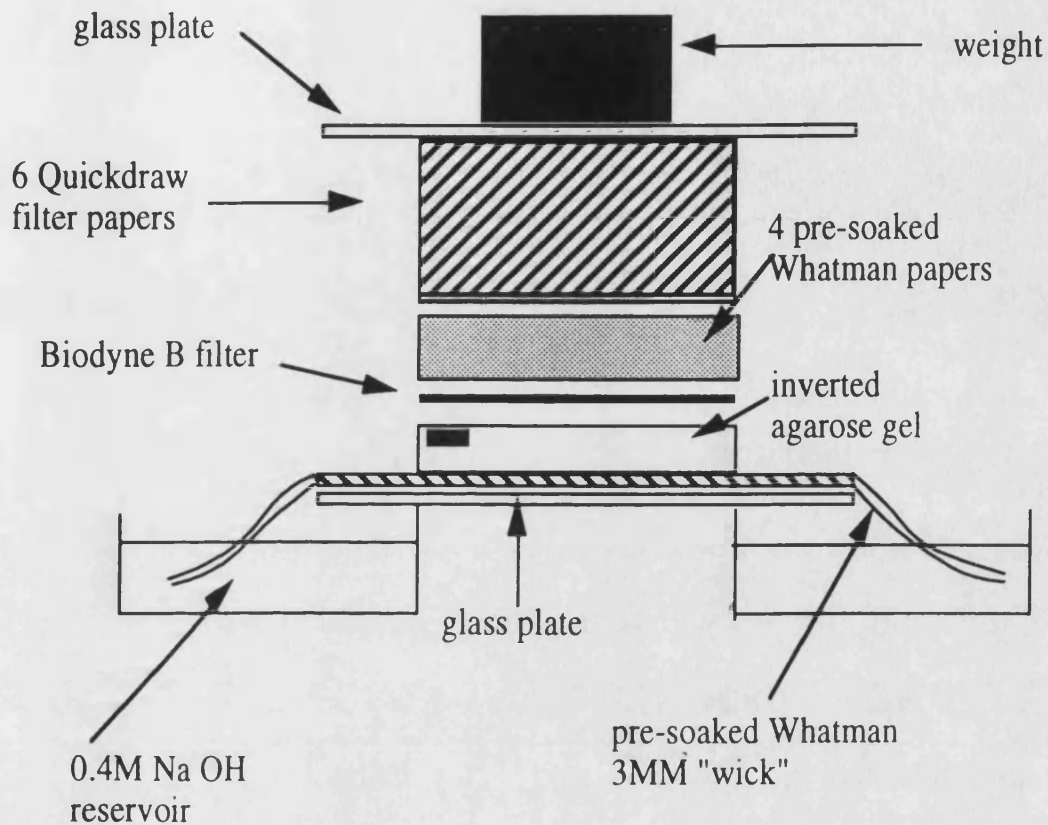 glass plate
weight
6 Quickdraw
filter papers
4 pre-soaked
Whatman papers
Biodyne B filter
inverted
agarose gel
glass plate
0.4M Na OH
reservoir
pre-soaked Whatman
3MM "wick"